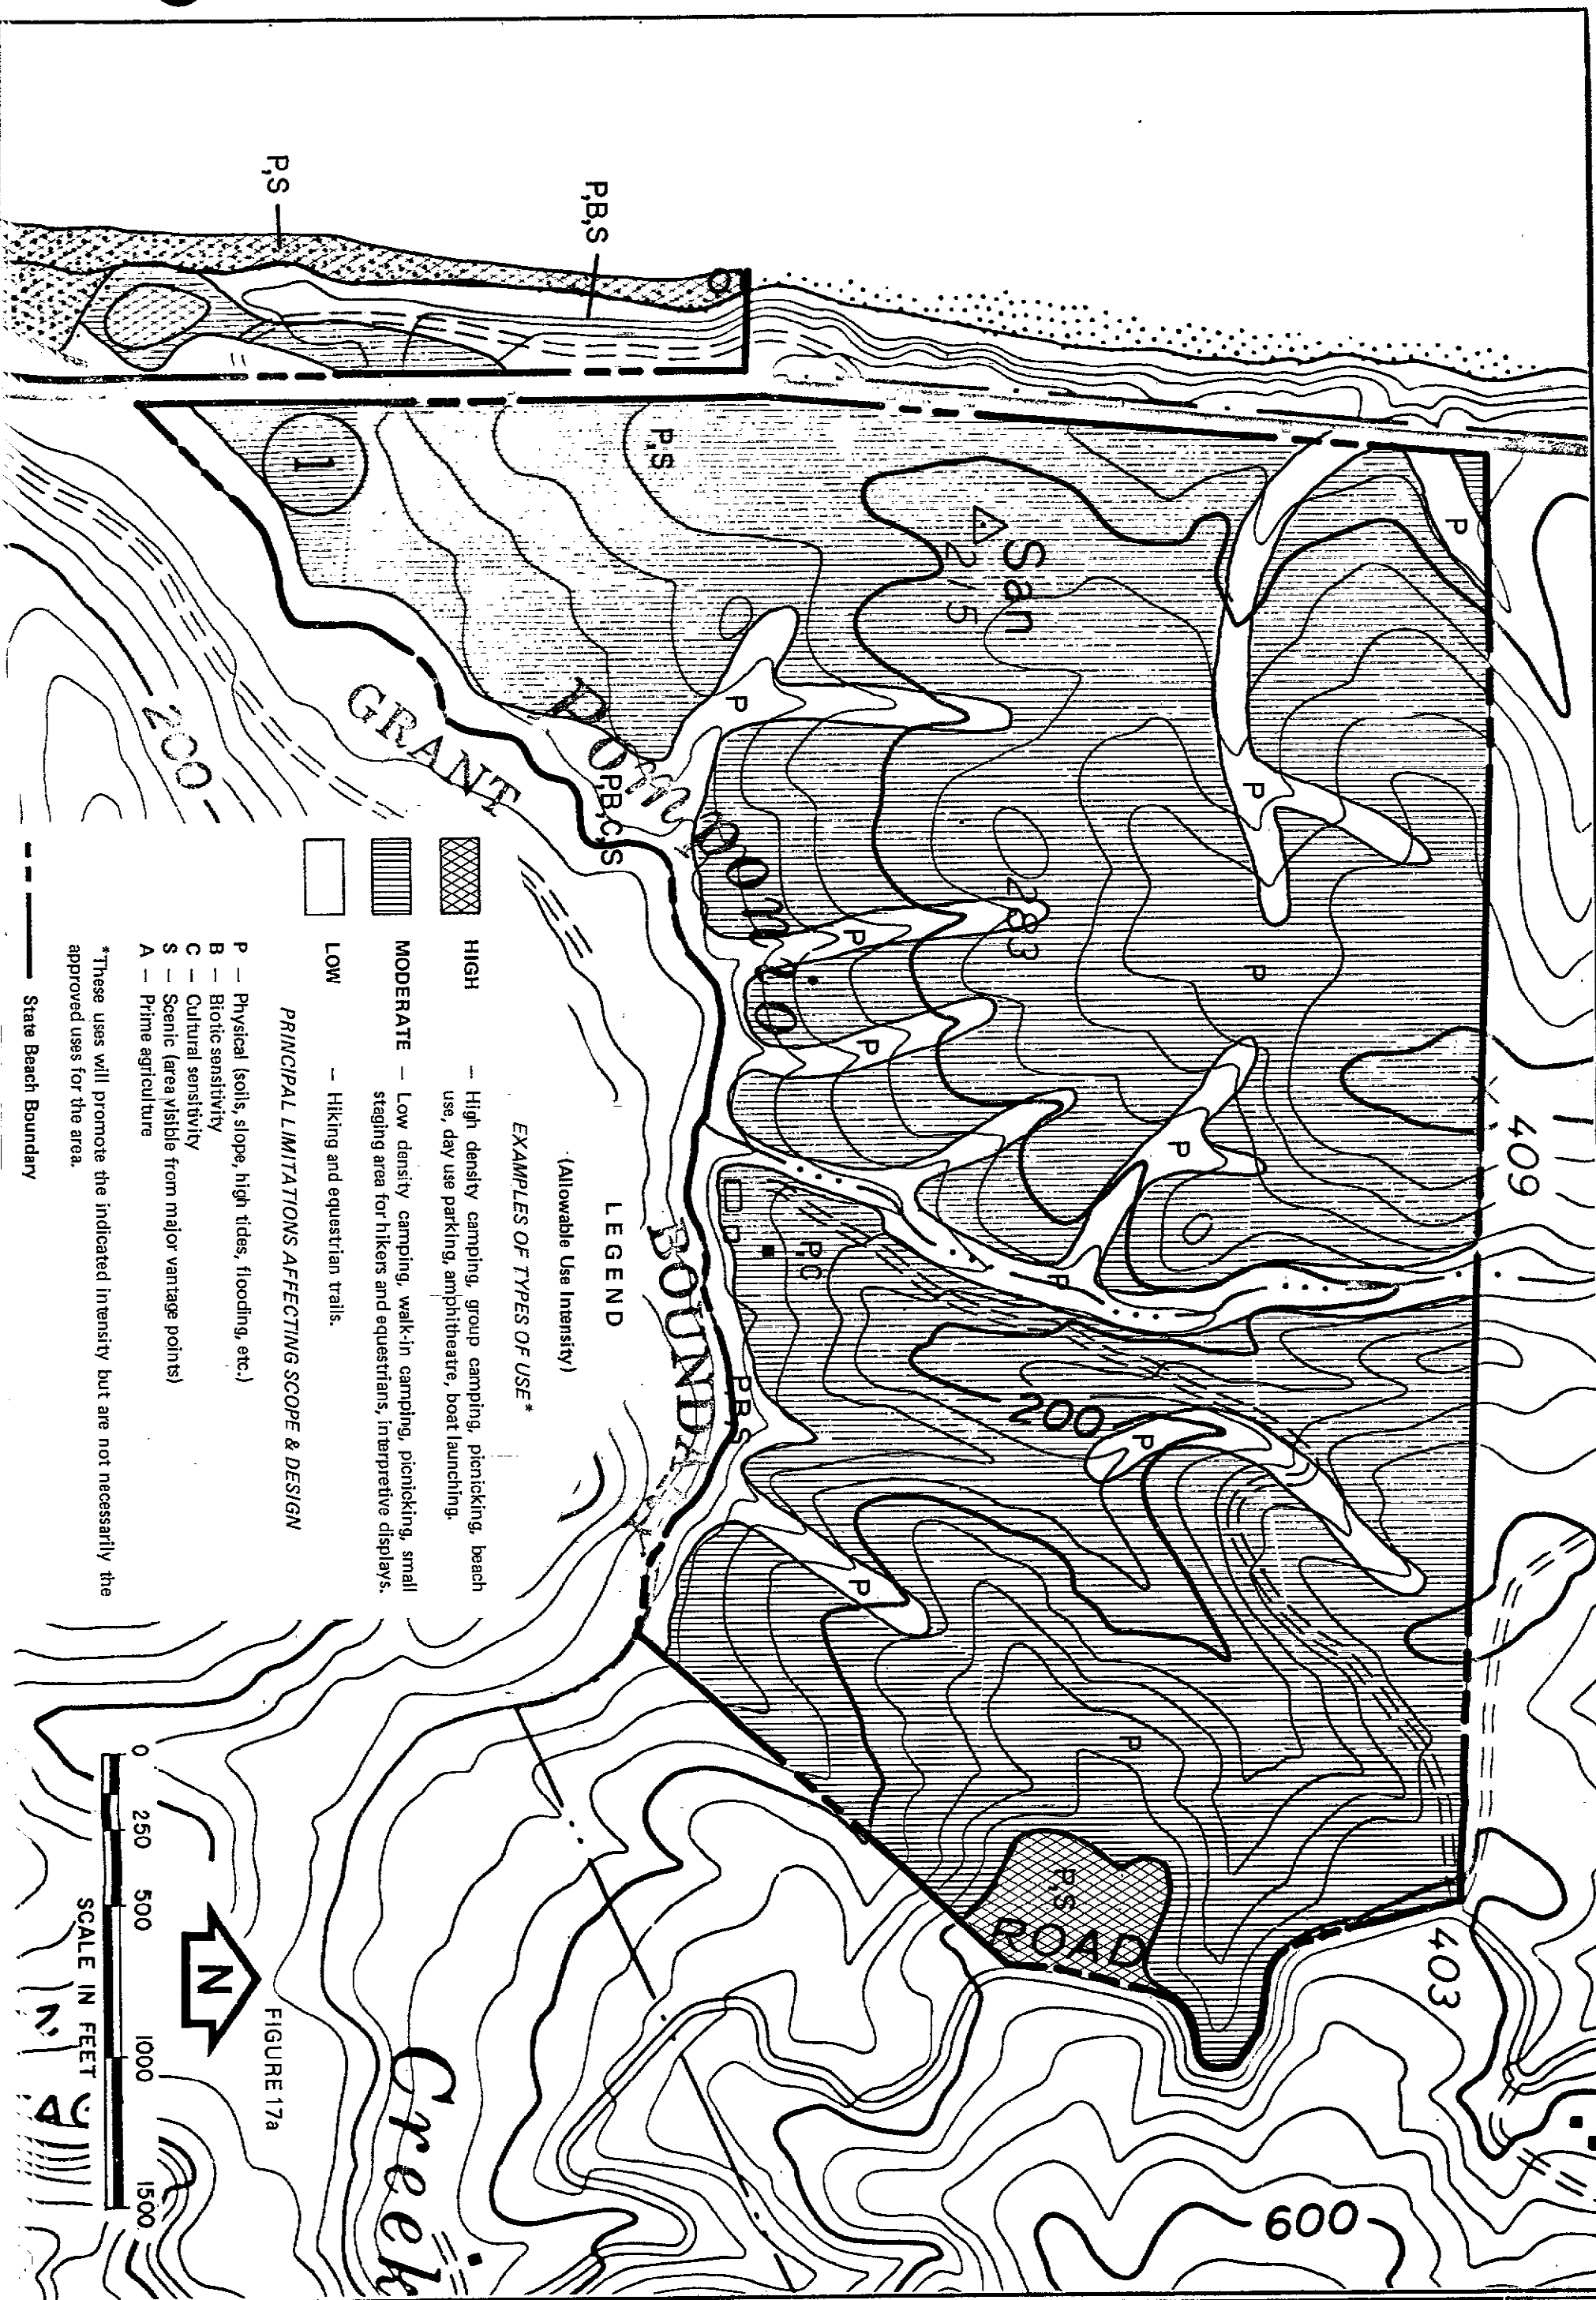 P,S
P,B,S
1
P,S
San
△ 215
P
P
P
P
P
283
P
P
P
P
P
P,C
P,B,C,S
P,B,S
P
P
P
P,S
Pomponio
GRANT
BOUNDA
200
200
409
403
600
ROAD
Creek
LEGEND
(Allowable Use Intensity)
EXAMPLES OF TYPES OF USE*
HIGH – High density camping, group camping, picnicking, beach
use, day use parking, amphitheatre, boat launching.
MODERATE – Low density camping, walk-in camping, picnicking, small
staging area for hikers and equestrians, interpretive displays.
LOW – Hiking and equestrian trails.
PRINCIPAL LIMITATIONS AFFECTING SCOPE & DESIGN
P – Physical (soils, slope, high tides, flooding, etc.)
B – Biotic sensitivity
C – Cultural sensitivity
S – Scenic (area visible from major vantage points)
A – Prime agriculture
*These uses will promote the indicated intensity but are not necessarily the
approved uses for the area.
State Beach Boundary
FIGURE 17a
N
0 250 500 1000 1500
SCALE IN FEET